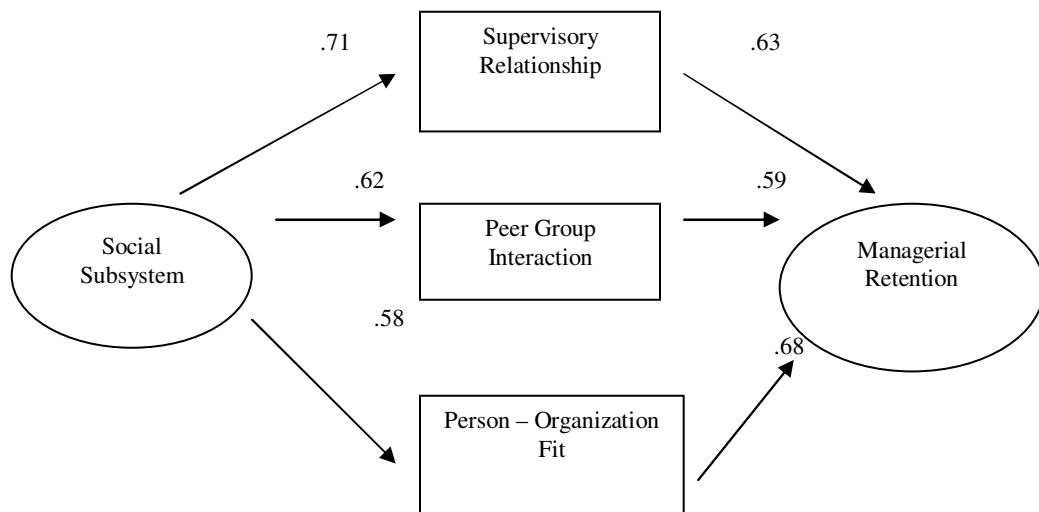 .71
Supervisory
Relationship
.63
.62
.59
Social
Subsystem
Peer Group
Interaction
Managerial
Retention
.58
.68
Person – Organization
Fit